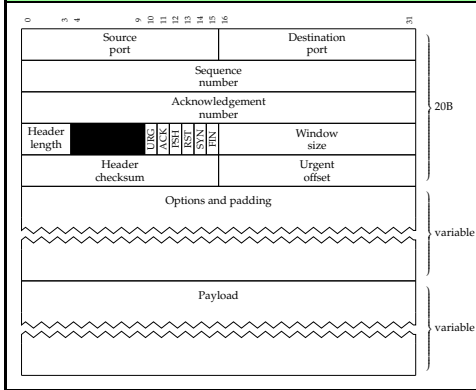 0 3 4 9 10 11 12 13 14 15 16 31
Source
port
Destination
port
Sequence
number
Acknowledgement
number
20B
Header
length
URG
ACK
PSH
RST
SYN
FIN
Window
size
Header
checksum
Urgent
offset
Options and padding
variable
Payload
variable